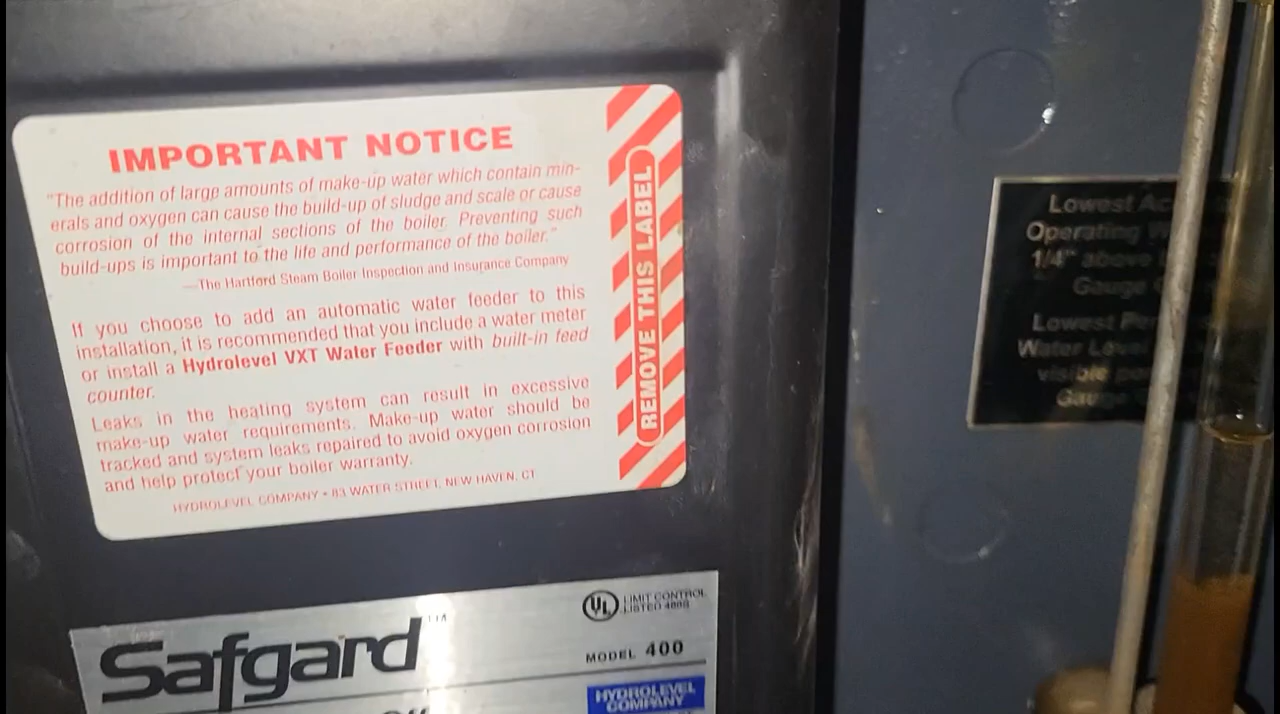 IMPORTANT NOTICE
"The addition of large amounts of make-up water which contain min-
erals and oxygen can cause the build-up of sludge and scale or cause
corrosion of the internal sections of the boiler. Preventing such
build-ups is important to the life and performance of the boiler."
—The Hartford Steam Boiler Inspection and Insurance Company
If you choose to add an automatic water feeder to this
installation, it is recommended that you include a water meter
or install a Hydrolevel VXT Water Feeder with built-in feed
counter.
Leaks in the heating system can result in excessive
make-up water requirements. Make-up water should be
tracked and system leaks repaired to avoid oxygen corrosion
and help protect your boiler warranty.
HYDROLEVEL COMPANY • 83 WATER STREET, NEW HAVEN, CT
REMOVE THIS LABEL
Safgard™
UL
LIMIT CONTROL
LISTED
MODEL 400
HYDROLEVEL
COMPANY
Lowest
Operating
1/4" above
Gauge
Lowest
Water
visible